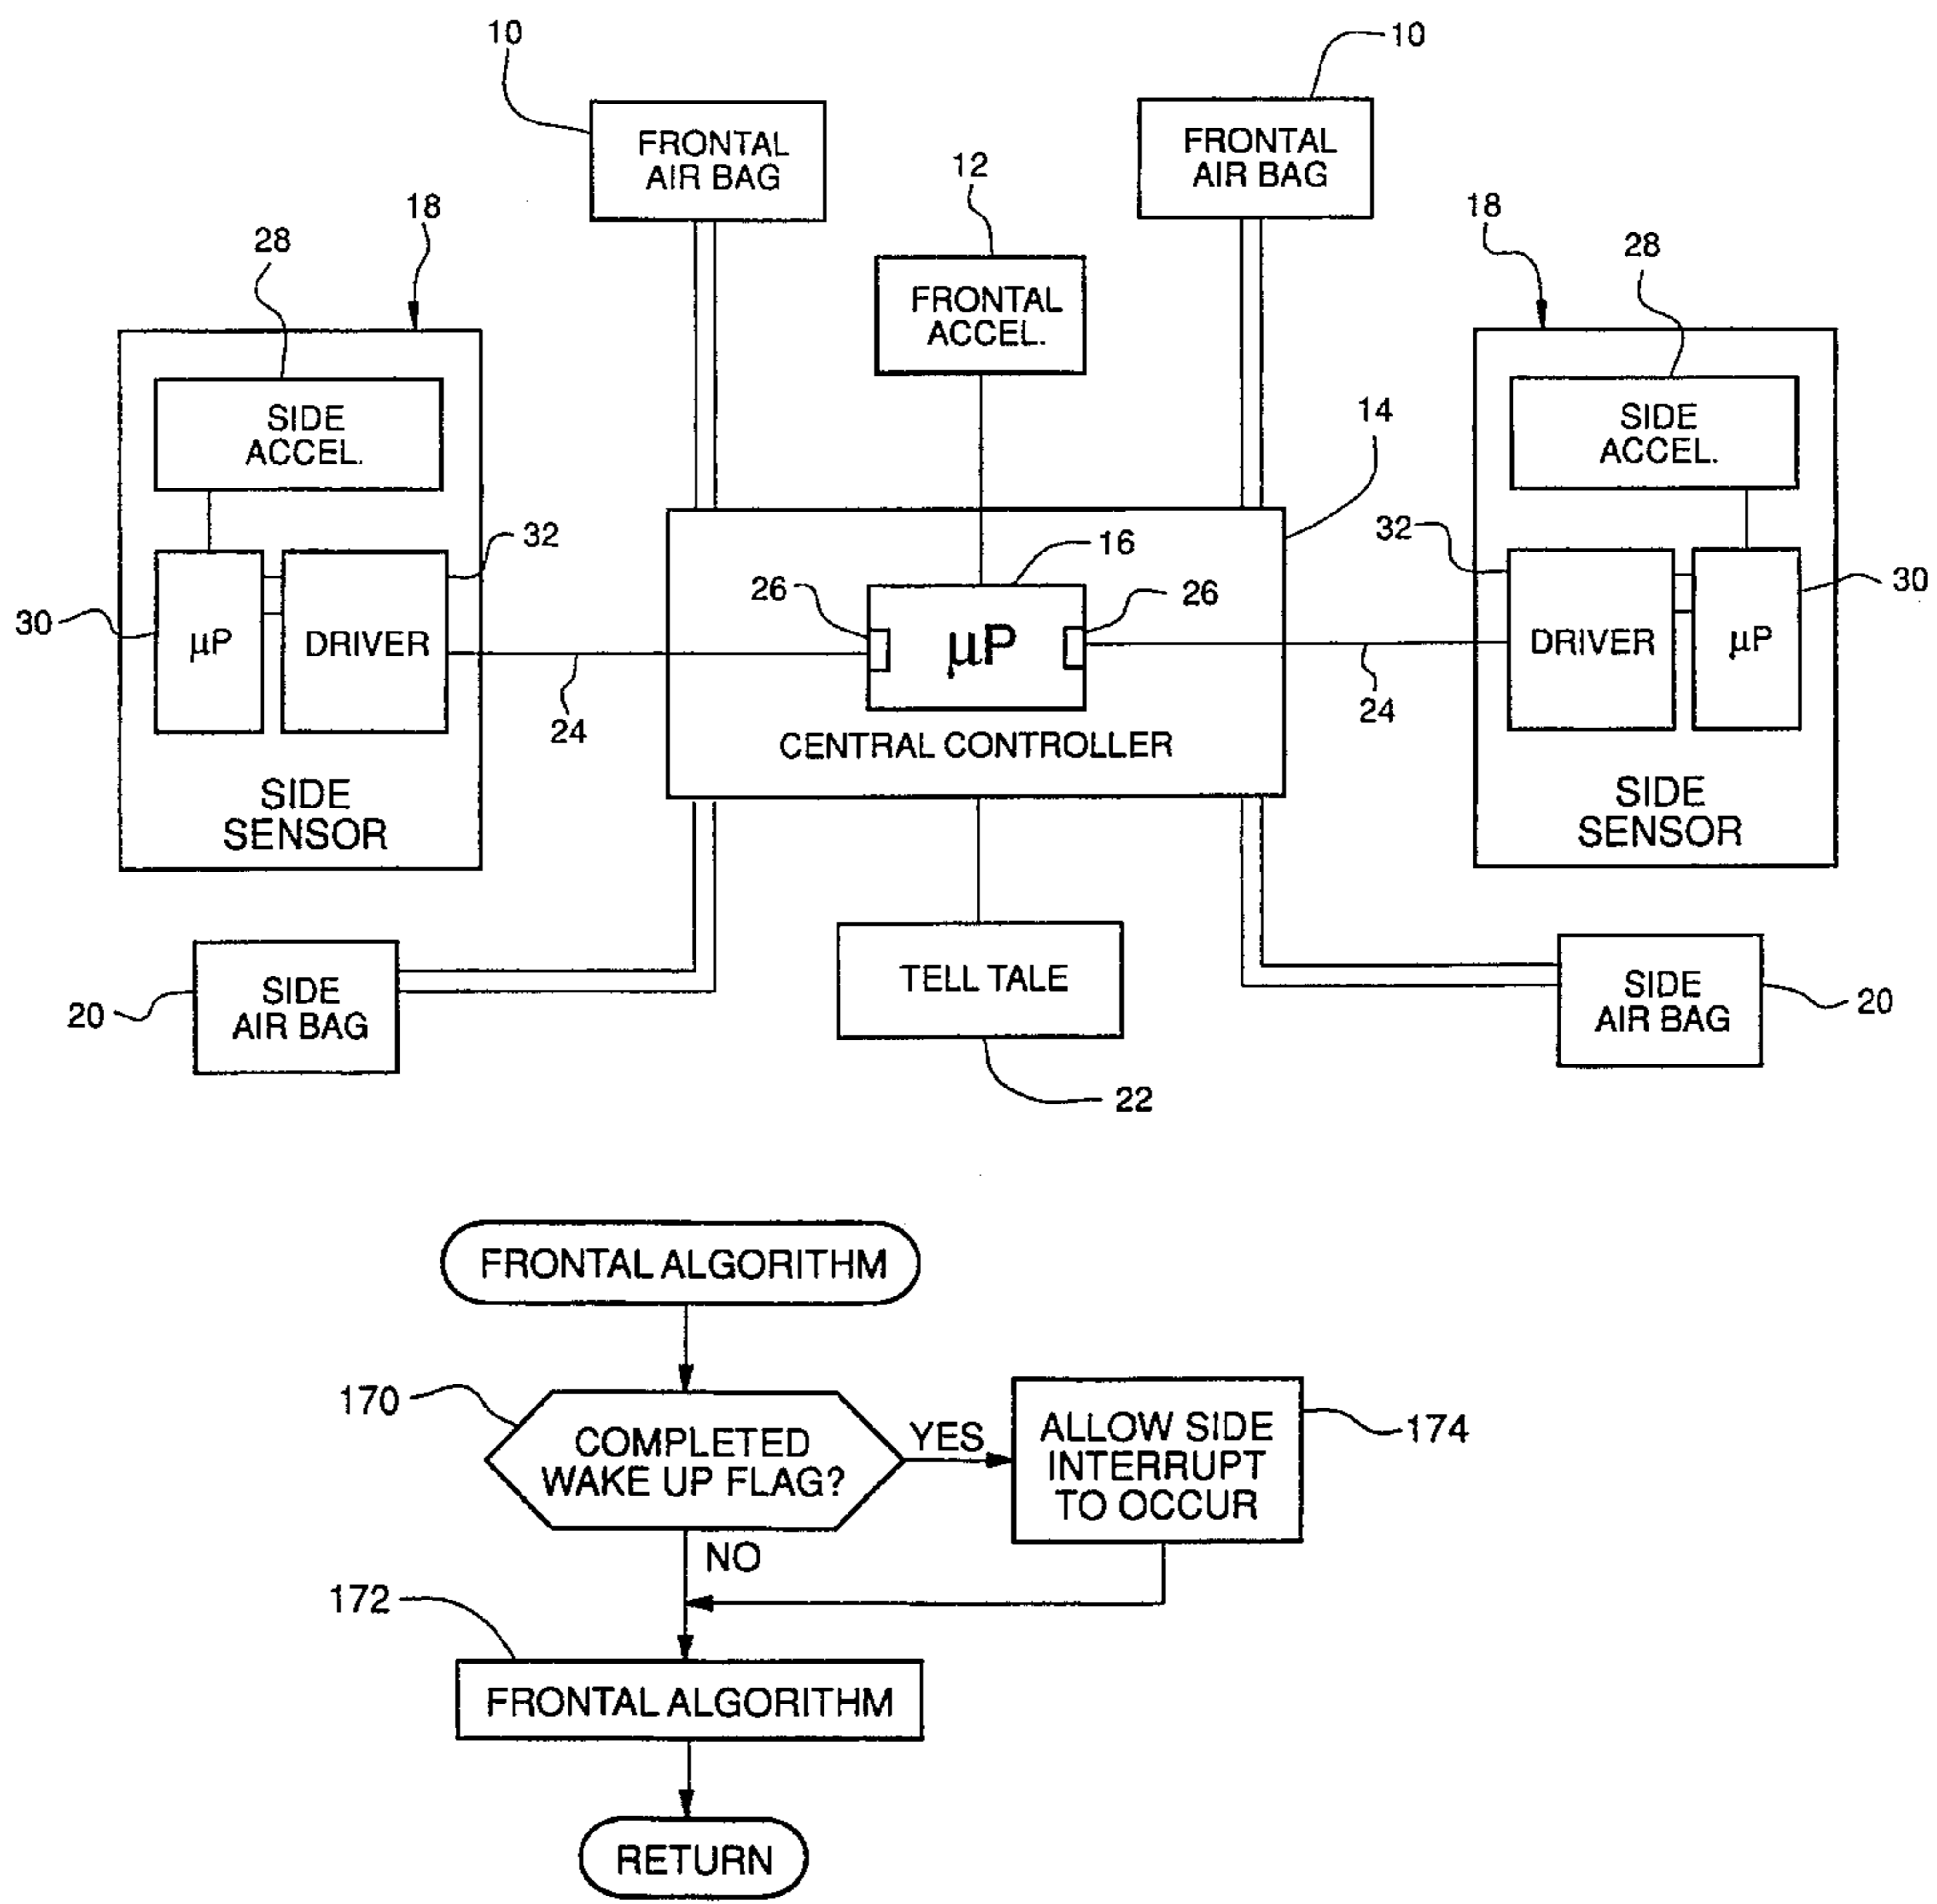 10
10
FRONTAL
AIR BAG
FRONTAL
AIR BAG
12
18
18
28
28
FRONTAL
ACCEL.
SIDE
ACCEL.
SIDE
ACCEL.
14
32
32
16
26
26
30
30
µP
DRIVER
µP
DRIVER
µP
24
24
CENTRAL CONTROLLER
SIDE
SENSOR
SIDE
SENSOR
TELL TALE
SIDE
AIR BAG
SIDE
AIR BAG
20
20
22
FRONTAL ALGORITHM
170
COMPLETED
WAKE UP FLAG?
YES
ALLOW SIDE
INTERRUPT
TO OCCUR
174
NO
172
FRONTAL ALGORITHM
RETURN